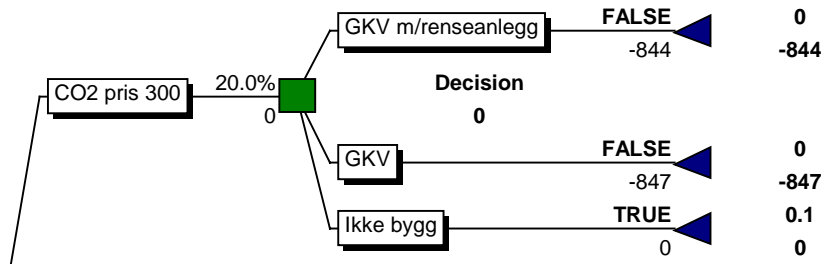 GKV m/renseanlegg FALSE 0
-844 -844
CO2 pris 300 20.0% Decision
0 0
GKV FALSE 0
-847 -847
Ikke bygg TRUE 0.1
0 0